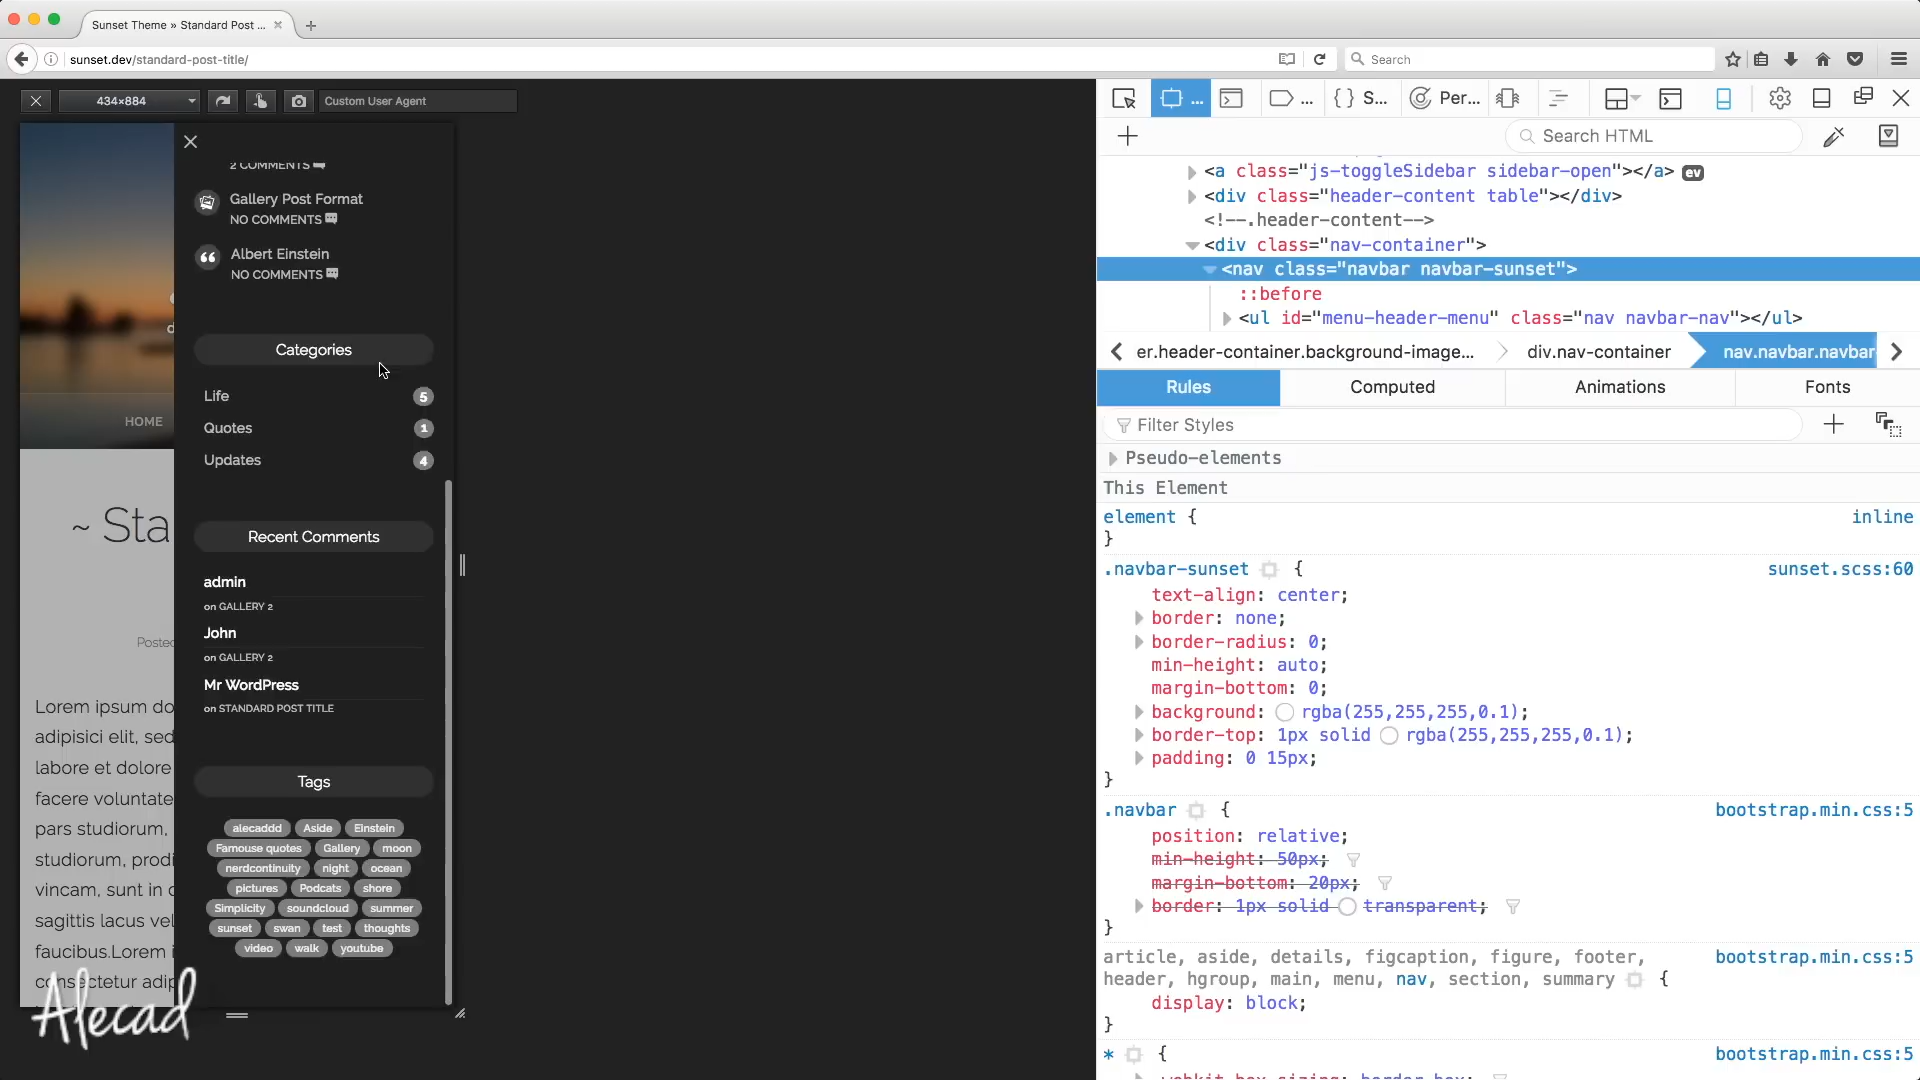 Sunset Theme » Standard Post ...
sunset.dev/standard-post-title/
Search
434×884
Custom User Agent
2 COMMENTS
Gallery Post Format
NO COMMENTS
Albert Einstein
NO COMMENTS
HOME
Categories
Life 5
Quotes 1
Updates 4
~ Sta
Posted
Recent Comments
admin
on GALLERY 2
John
on GALLERY 2
Mr WordPress
on STANDARD POST TITLE
Lorem ipsum do
adipisici elit, sed
labore et dolore
facere voluptate
pars studiorum,
studiorum, prodi
vincam, sunt in c
sagittis lacus vel
faucibus.Lorem i
consectetur adip
Tags
alecaddd Aside Einstein
Famouse quotes Gallery moon
nerdcontinuity night ocean
pictures Podcats shore
Simplicity soundcloud summer
sunset swan test thoughts
video walk youtube
Alecad
... ... { } S... Per...
Search HTML
<a class="js-toggleSidebar sidebar-open"></a> ev
<div class="header-content table"></div>
<!--.header-content-->
<div class="nav-container">
<nav class="navbar navbar-sunset">
::before
<ul id="menu-header-menu" class="nav navbar-nav"></ul>
er.header-container.background-image... div.nav-container nav.navbar.navbar
Rules Computed Animations Fonts
Filter Styles
Pseudo-elements
This Element
element { inline
}
.navbar-sunset { sunset.scss:60
text-align: center;
border: none;
border-radius: 0;
min-height: auto;
margin-bottom: 0;
background: rgba(255,255,255,0.1);
border-top: 1px solid rgba(255,255,255,0.1);
padding: 0 15px;
}
.navbar { bootstrap.min.css:5
position: relative;
min-height: 50px;
margin-bottom: 20px;
border: 1px solid transparent;
}
article, aside, details, figcaption, figure, footer, bootstrap.min.css:5
header, hgroup, main, menu, nav, section, summary {
display: block;
}
* { bootstrap.min.css:5